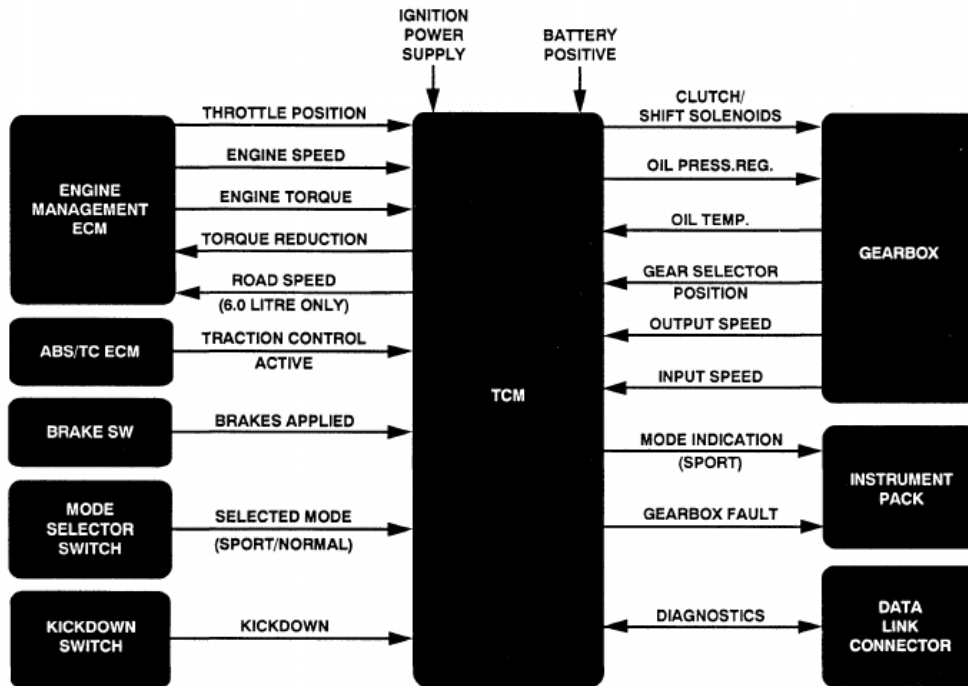 IGNITION
POWER
SUPPLY
BATTERY
POSITIVE
ENGINE
MANAGEMENT
ECM
THROTTLE POSITION
ENGINE SPEED
ENGINE TORQUE
TORQUE REDUCTION
ROAD SPEED
(6.0 LITRE ONLY)
ABS/TC ECM
TRACTION CONTROL
ACTIVE
BRAKE SW
BRAKES APPLIED
MODE
SELECTOR
SWITCH
SELECTED MODE
(SPORT/NORMAL)
KICKDOWN
SWITCH
KICKDOWN
TCM
CLUTCH/
SHIFT SOLENOIDS
OIL PRESS.REG.
OIL TEMP.
GEAR SELECTOR
POSITION
OUTPUT SPEED
INPUT SPEED
GEARBOX
MODE INDICATION
(SPORT)
GEARBOX FAULT
INSTRUMENT
PACK
DIAGNOSTICS
DATA
LINK
CONNECTOR